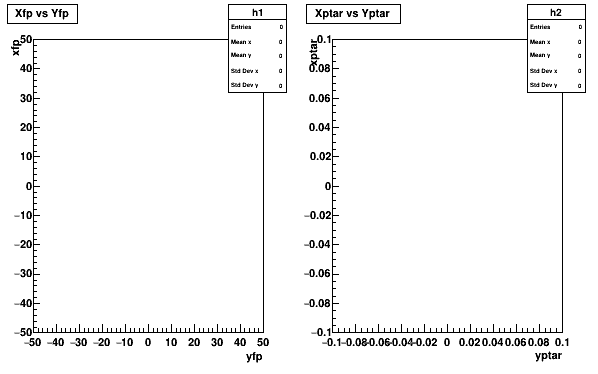 Xfp vs Yfp
h1
Entries 0
Mean x 0
Mean y 0
Std Dev x 0
Std Dev y 0
xfp
50
40
30
20
10
0
−10
−20
−30
−40
−50
−50 −40 −30 −20 −10 0 10 20 30 40 50
yfp
Xptar vs Yptar
h2
Entries 0
Mean x 0
Mean y 0
Std Dev x 0
Std Dev y 0
xptar
0.1
0.08
0.06
0.04
0.02
0
−0.02
−0.04
−0.06
−0.08
−0.1
−0.1 −0.08 −0.06 −0.04 −0.02 0 0.02 0.04 0.06 0.08 0.1
yptar